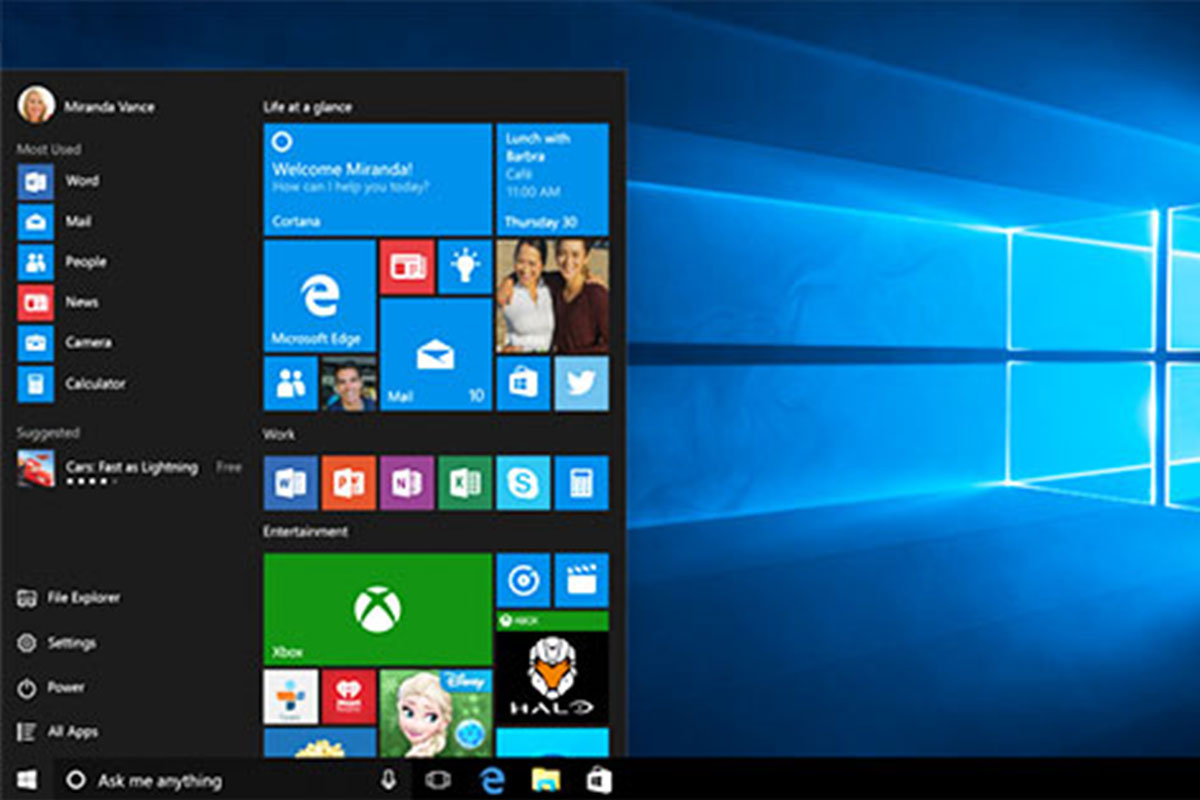 Miranda Vance
Most Used
Word
Mail
People
News
Camera
Calculator
Suggested
Cars: Fast as Lightning Free
File Explorer
Settings
Power
All Apps
Life at a glance
Welcome Miranda!
How can I help you today?
Cortana
Lunch with
Barbra
Café
11:00 AM
Thursday 30
Microsoft Edge
Mail 10
Work
Entertainment
Xbox
XBOX
Disney
HALO
Ask me anything